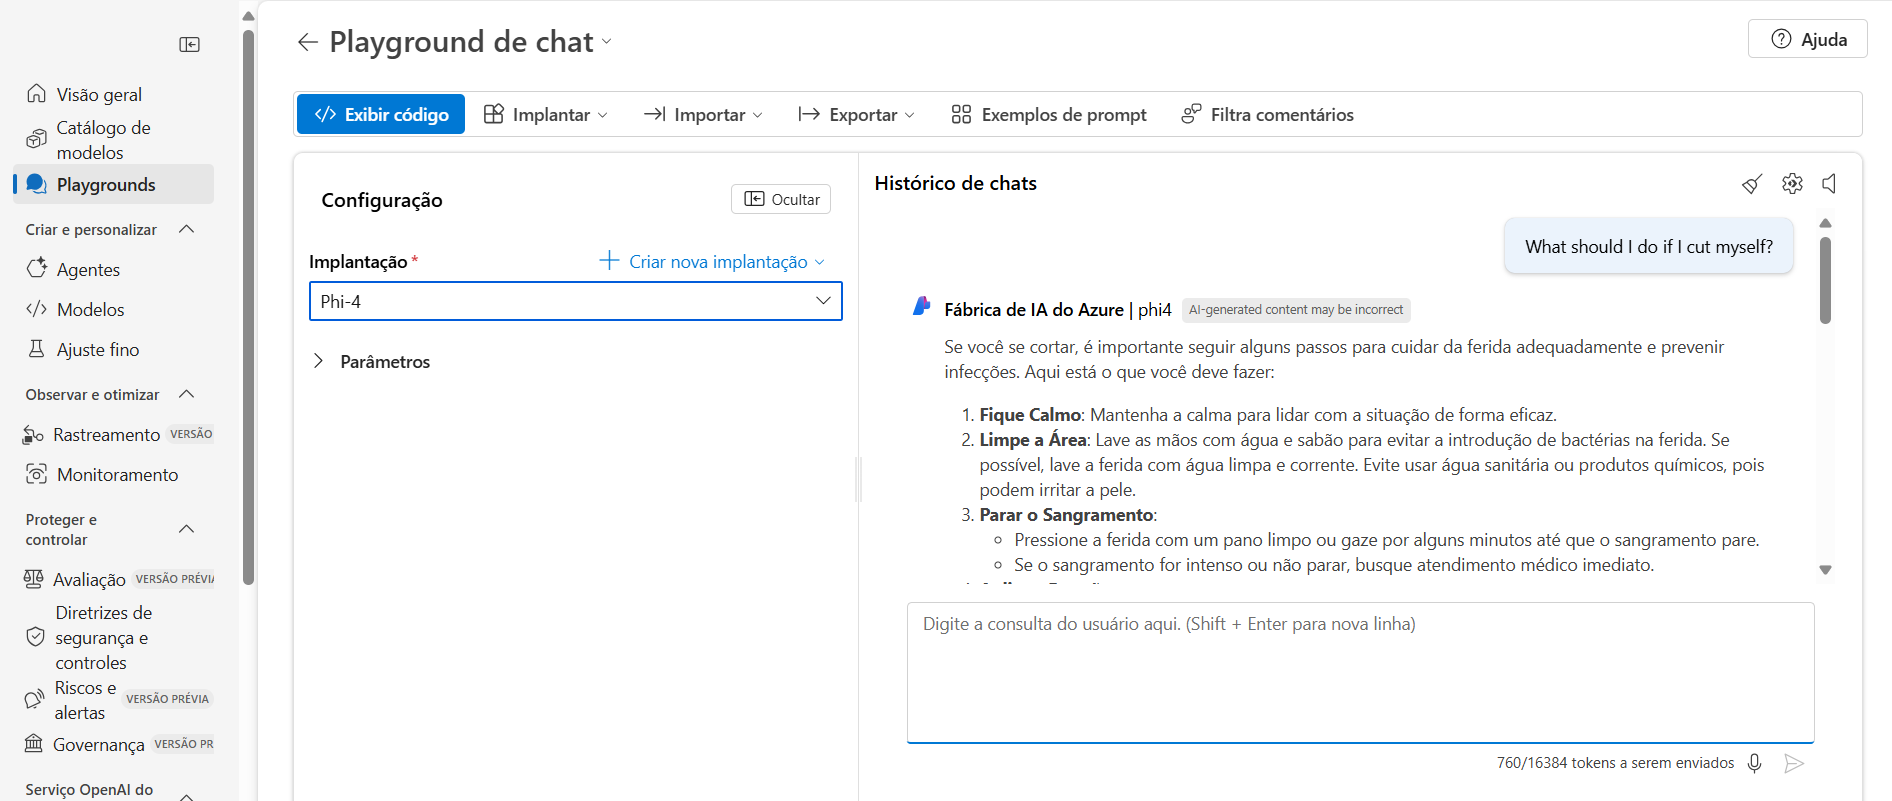 Playground de chat
Ajuda
Visão geral
Catálogo de
modelos
Playgrounds
Criar e personalizar
Agentes
Modelos
Ajuste fino
Observar e otimizar
Rastreamento VERSÃO
Monitoramento
Proteger e
controlar
Avaliação VERSÃO PRÉVIA
Diretrizes de
segurança e
controles
Riscos e
alertas
VERSÃO PRÉVIA
Governança VERSÃO PR
Serviço OpenAI do
Exibir código
Implantar
Importar
Exportar
Exemplos de prompt
Filtra comentários
Configuração
Ocultar
Implantação *
Criar nova implantação
Phi-4
Parâmetros
Histórico de chats
What should I do if I cut myself?
Fábrica de IA do Azure | phi4 AI-generated content may be incorrect
Se você se cortar, é importante seguir alguns passos para cuidar da ferida adequadamente e prevenir
infecções. Aqui está o que você deve fazer:
1. Fique Calmo: Mantenha a calma para lidar com a situação de forma eficaz.
2. Limpe a Área: Lave as mãos com água e sabão para evitar a introdução de bactérias na ferida. Se
possível, lave a ferida com água limpa e corrente. Evite usar água sanitária ou produtos químicos, pois
podem irritar a pele.
3. Parar o Sangramento:
Pressione a ferida com um pano limpo ou gaze por alguns minutos até que o sangramento pare.
Se o sangramento for intenso ou não parar, busque atendimento médico imediato.
Digite a consulta do usuário aqui. (Shift + Enter para nova linha)
760/16384 tokens a serem enviados